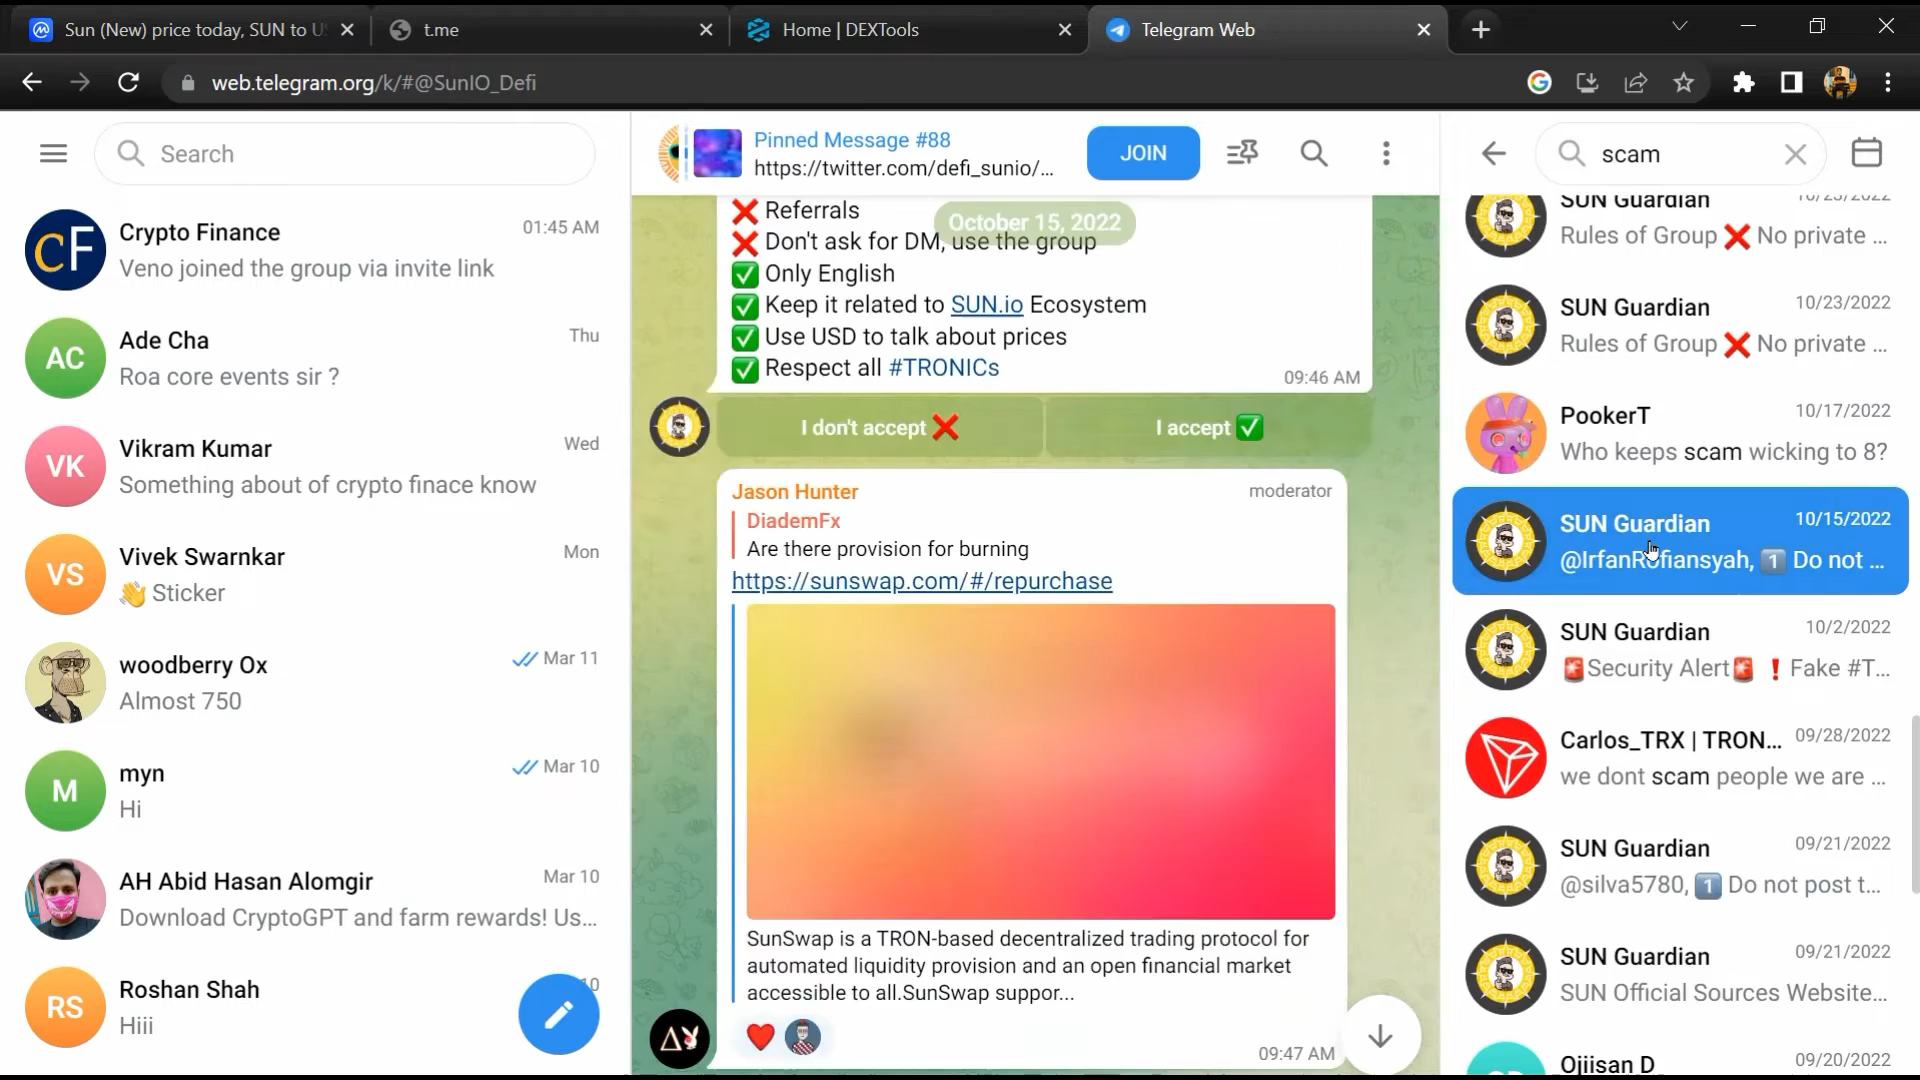 Sun (New) price today, SUN to U
t.me
Home | DEXTools
Telegram Web
web.telegram.org/k/#@SunIO_Defi
Search
Crypto Finance
01:45 AM
Veno joined the group via invite link
Ade Cha
Thu
Roa core events sir ?
AC
Vikram Kumar
Wed
Something about of crypto finace know
VK
Vivek Swarnkar
Mon
👋 Sticker
VS
woodberry Ox
Mar 11
Almost 750
myn
Mar 10
Hi
M
AH Abid Hasan Alomgir
Mar 10
Download CryptoGPT and farm rewards! Us...
Roshan Shah
Hiii
RS
Pinned Message #88
https://twitter.com/defi_sunio/...
JOIN
October 15, 2022
❌ Referrals
❌ Don't ask for DM, use the group
✅ Only English
✅ Keep it related to SUN.io Ecosystem
✅ Use USD to talk about prices
✅ Respect all #TRONICs
09:46 AM
I don't accept ❌
I accept ✅
Jason Hunter
moderator
DiademFx
Are there provision for burning
https://sunswap.com/#/repurchase
SunSwap is a TRON-based decentralized trading protocol for
automated liquidity provision and an open financial market
accessible to all.SunSwap suppor...
09:47 AM
scam
SUN Guardian
10/23/2022
Rules of Group ❌ No private ...
SUN Guardian
10/23/2022
Rules of Group ❌ No private ...
PookerT
10/17/2022
Who keeps scam wicking to 8?
SUN Guardian
10/15/2022
@IrfanRofiansyah, 1️⃣ Do not ...
SUN Guardian
10/2/2022
🚨Security Alert🚨 ❗ Fake #T...
Carlos_TRX | TRON...
09/28/2022
we dont scam people we are ...
SUN Guardian
09/21/2022
@silva5780, 1️⃣ Do not post t...
SUN Guardian
09/21/2022
SUN Official Sources Website...
Ojiisan D
09/20/2022